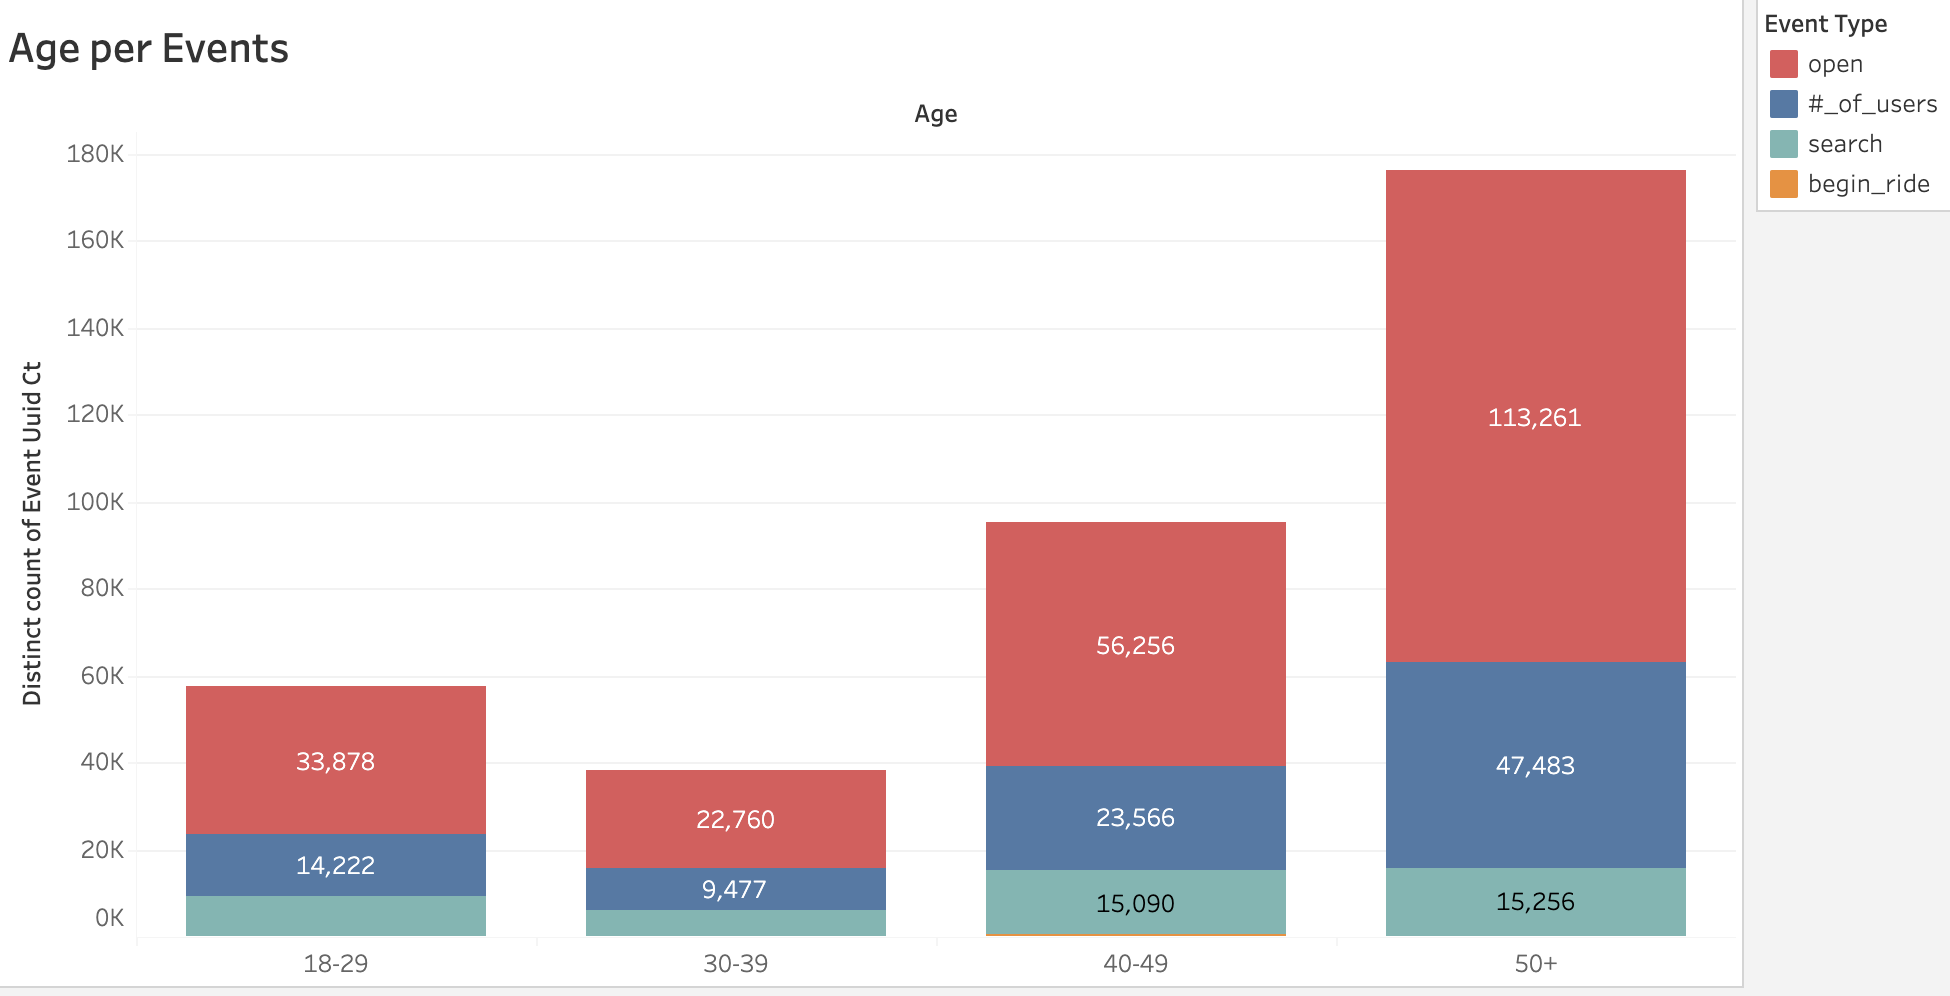 Age per Events
Age
Distinct count of Event Uuid Ct
180K
160K
140K
120K
100K
80K
60K
40K
20K
0K
33,878
14,222
22,760
9,477
56,256
23,566
15,090
113,261
47,483
15,256
18-29
30-39
40-49
50+
Event Type
open
#_of_users
search
begin_ride